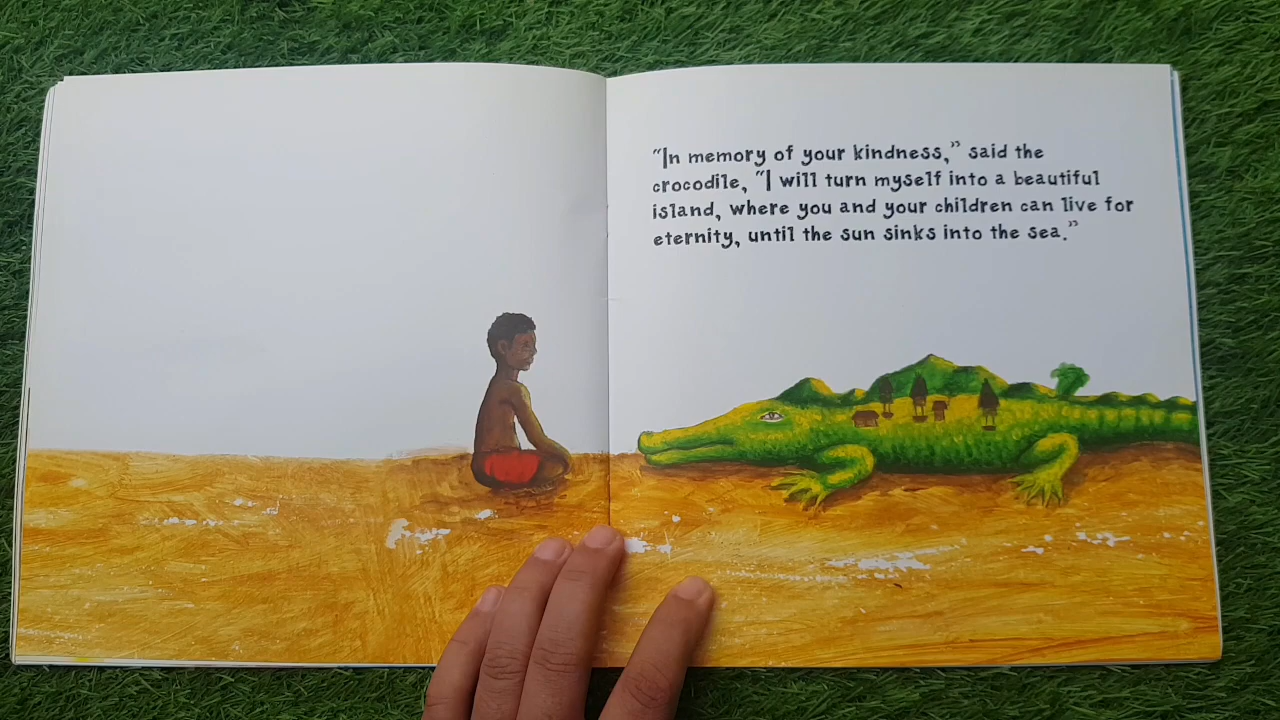 “In memory of your kindness,” said the
crocodile, “I will turn myself into a beautiful
island, where you and your children can live for
eternity, until the sun sinks into the sea.”